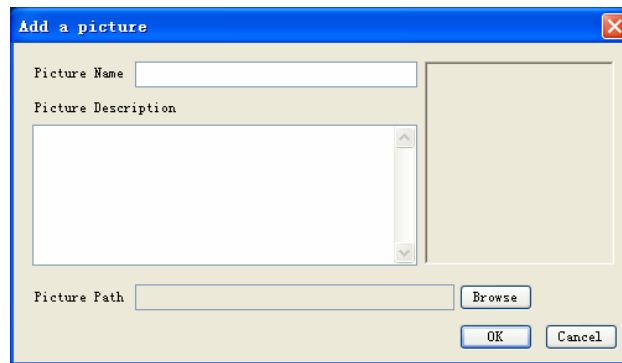 Add a picture
Picture Name
Picture Description
Picture Path
Browse
OK
Cancel